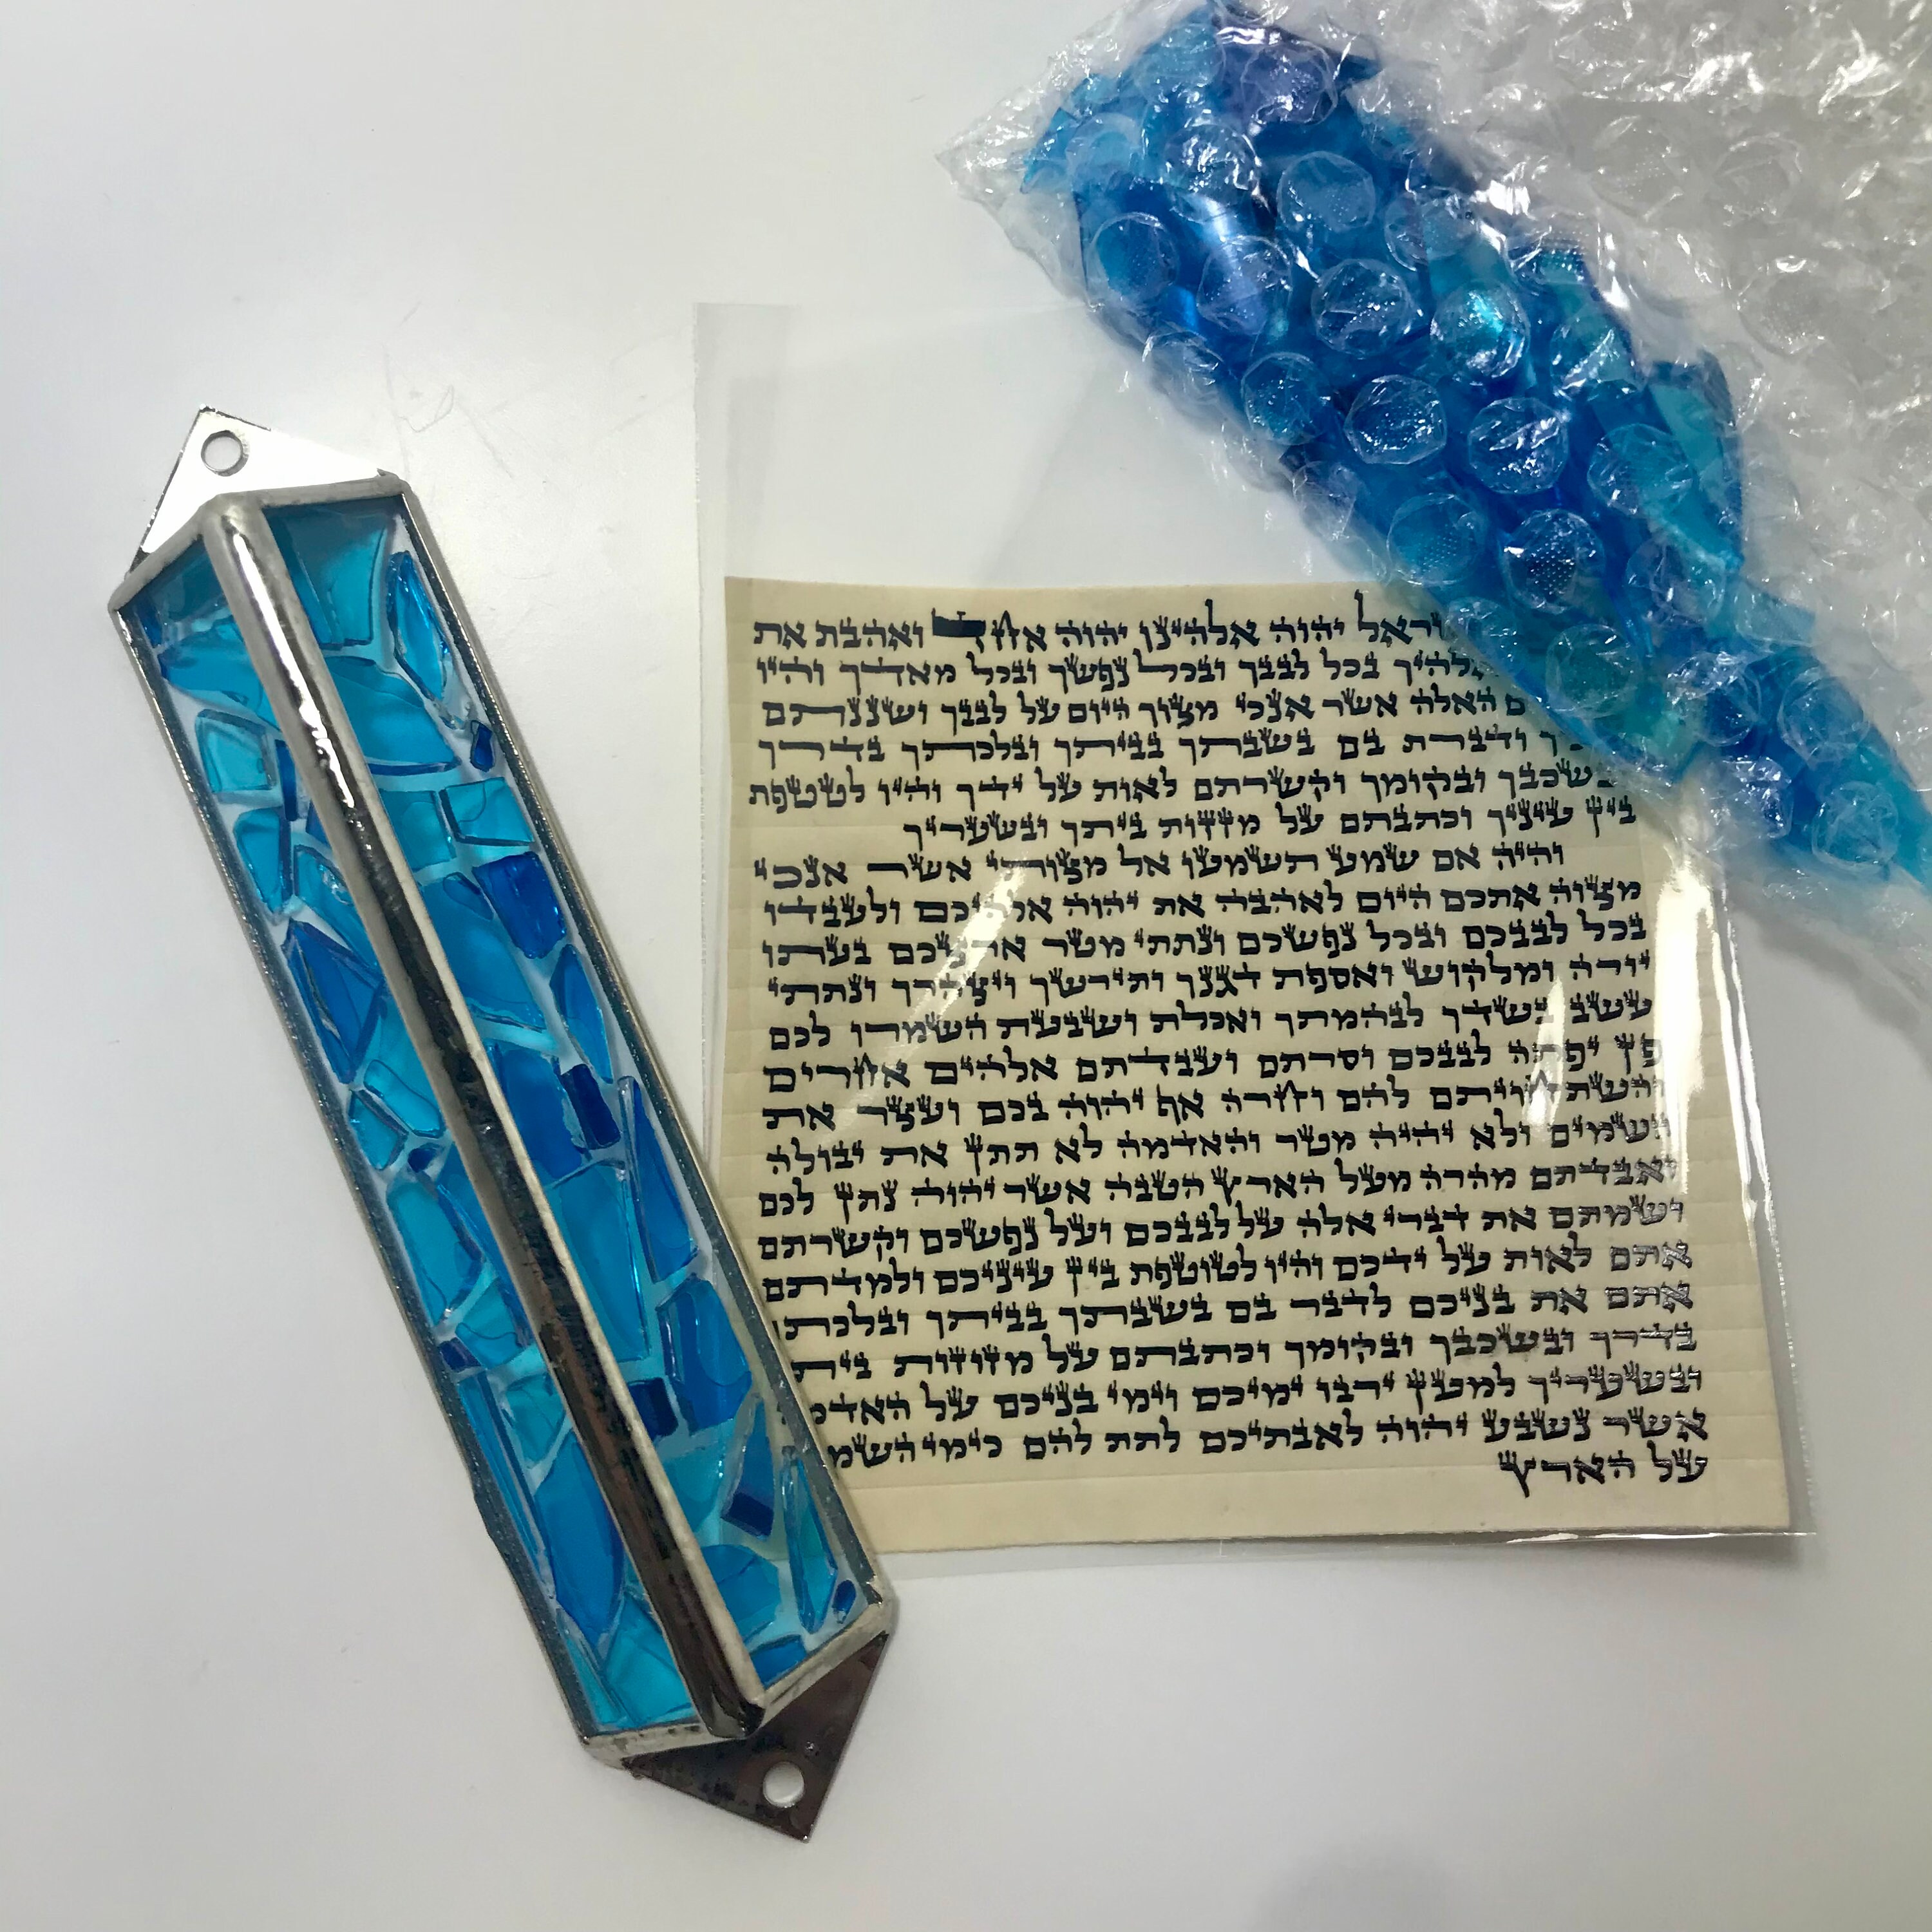 יהוה אלהינו יהוה אחד ואהבת את
בכל לבבך ובכל נפשך ובכל מאדך והיו
האלה אשר אנכי מצוך היום על לבבך ושננתם
ודברת בם בשבתך בביתך ובלכתך בדרך
ובקומך וקשרתם לאות על ידך והיו לטטפת
בין עיניך וכתבתם על מזזות ביתך ובשעריך
והיה אם שמע תשמעו אל מצותי אשר אנכי
מצוה אתכם היום לאהבה את יהוה אלהיכם ולעבדו
בכל לבבכם ובכל נפשכם ונתתי מטר ארצכם בעתו
יורה ומלקוש ואספת דגנך ותירשך ויצהרך ונתתי
עשב בשדך לבהמתך ואכלת ושבעת השמרו לכם
פן יפתה לבבכם וסרתם ועבדתם אלהים אחרים
והשתחויתם להם וחרה אף יהוה בכם ועצר את
השמים ולא יהיה מטר והאדמה לא תתן את יבולה
ואבדתם מהרה מעל הארץ הטבה אשר יהוה נתן לכם
ושמתם את דברי אלה על לבבכם ועל נפשכם וקשרתם
אתם לאות על ידכם והיו לטוטפת בין עיניכם ולמדתם
אתם את בניכם לדבר בם בשבתך בביתך ובלכתך
בדרך ובשכבך ובקומך וכתבתם על מזוזות
ובשעריך למען ירבו ימיכם וימי בניכם על
אשר נשבע יהוה לאבתיכם לתת להם כימי
על הארץ